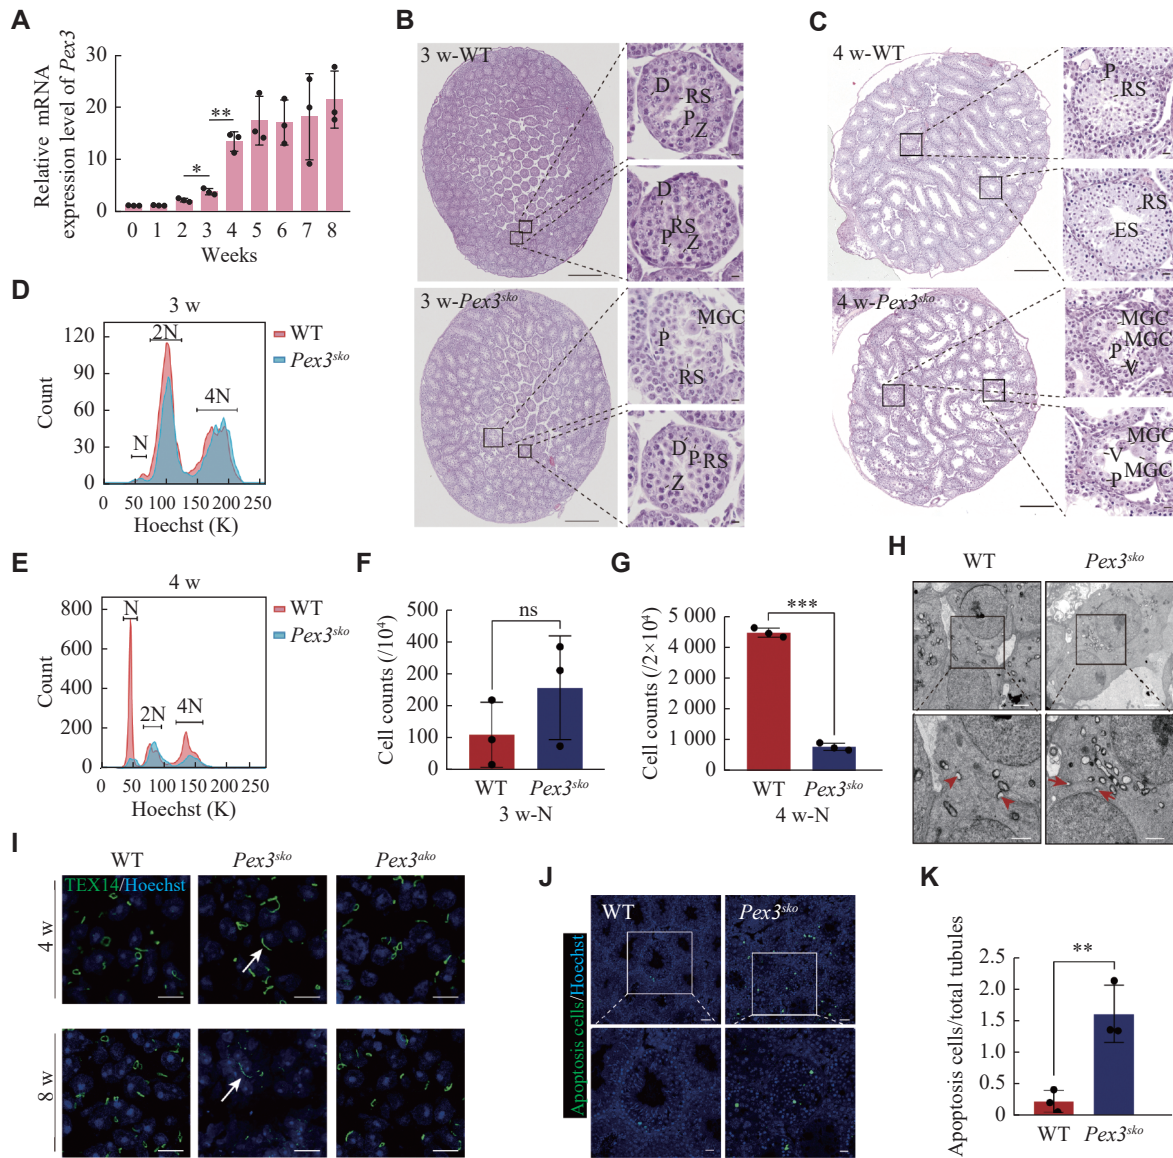 A
Relative mRNA
expression level of Pex3
30
20
10
0
**
*
0 1 2 3 4 5 6 7 8
Weeks
B
3 w-WT
D
RS
P
Z
D
RS
P
Z
3 w-Pex3sko
MGC
P
RS
D
P
RS
Z
C
4 w-WT
P
RS
RS
ES
4 w-Pex3sko
MGC
MGC
P
V
MGC
V
MGC
P
D
3 w
WT
Pex3sko
Count
120
90
60
30
0
N
2N
4N
0 50 100 150 200 250
Hoechst (K)
E
4 w
WT
Pex3sko
Count
800
600
400
200
0
N
2N
4N
0 50 100 150 200 250
Hoechst (K)
F
Cell counts (/10⁴)
500
400
300
200
100
0
ns
WT Pex3sko
3 w-N
G
Cell counts (/2×10⁴)
5 000
4 000
3 000
2 000
1 000
0
***
WT Pex3sko
4 w-N
H
WT Pex3sko
I
WT Pex3sko Pex3ako
TEX14/Hoechst
4 w
8 w
J
Apoptosis cells/Hoechst
WT
Pex3sko
K
Apoptosis cells/total tubules
2.5
2.0
1.5
1.0
0.5
0
**
WT Pex3sko